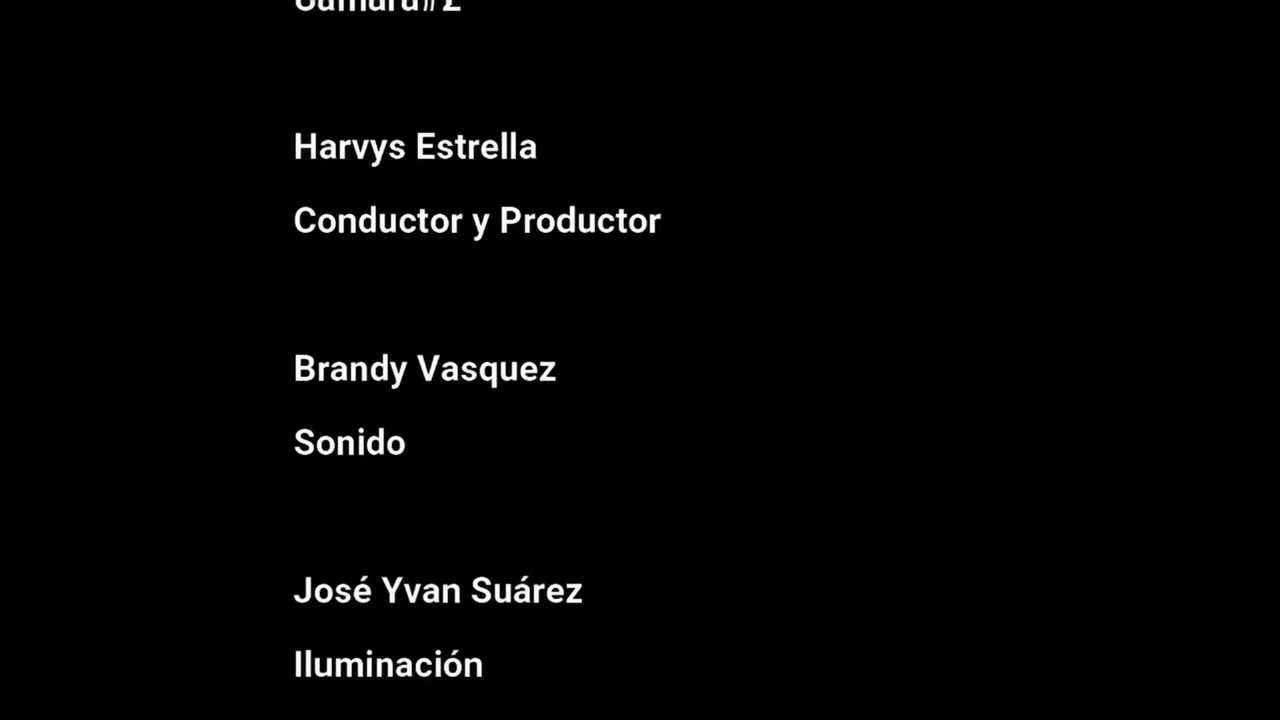 Harvys Estrella
Conductor y Productor
Brandy Vasquez
Sonido
José Yvan Suárez
Iluminación